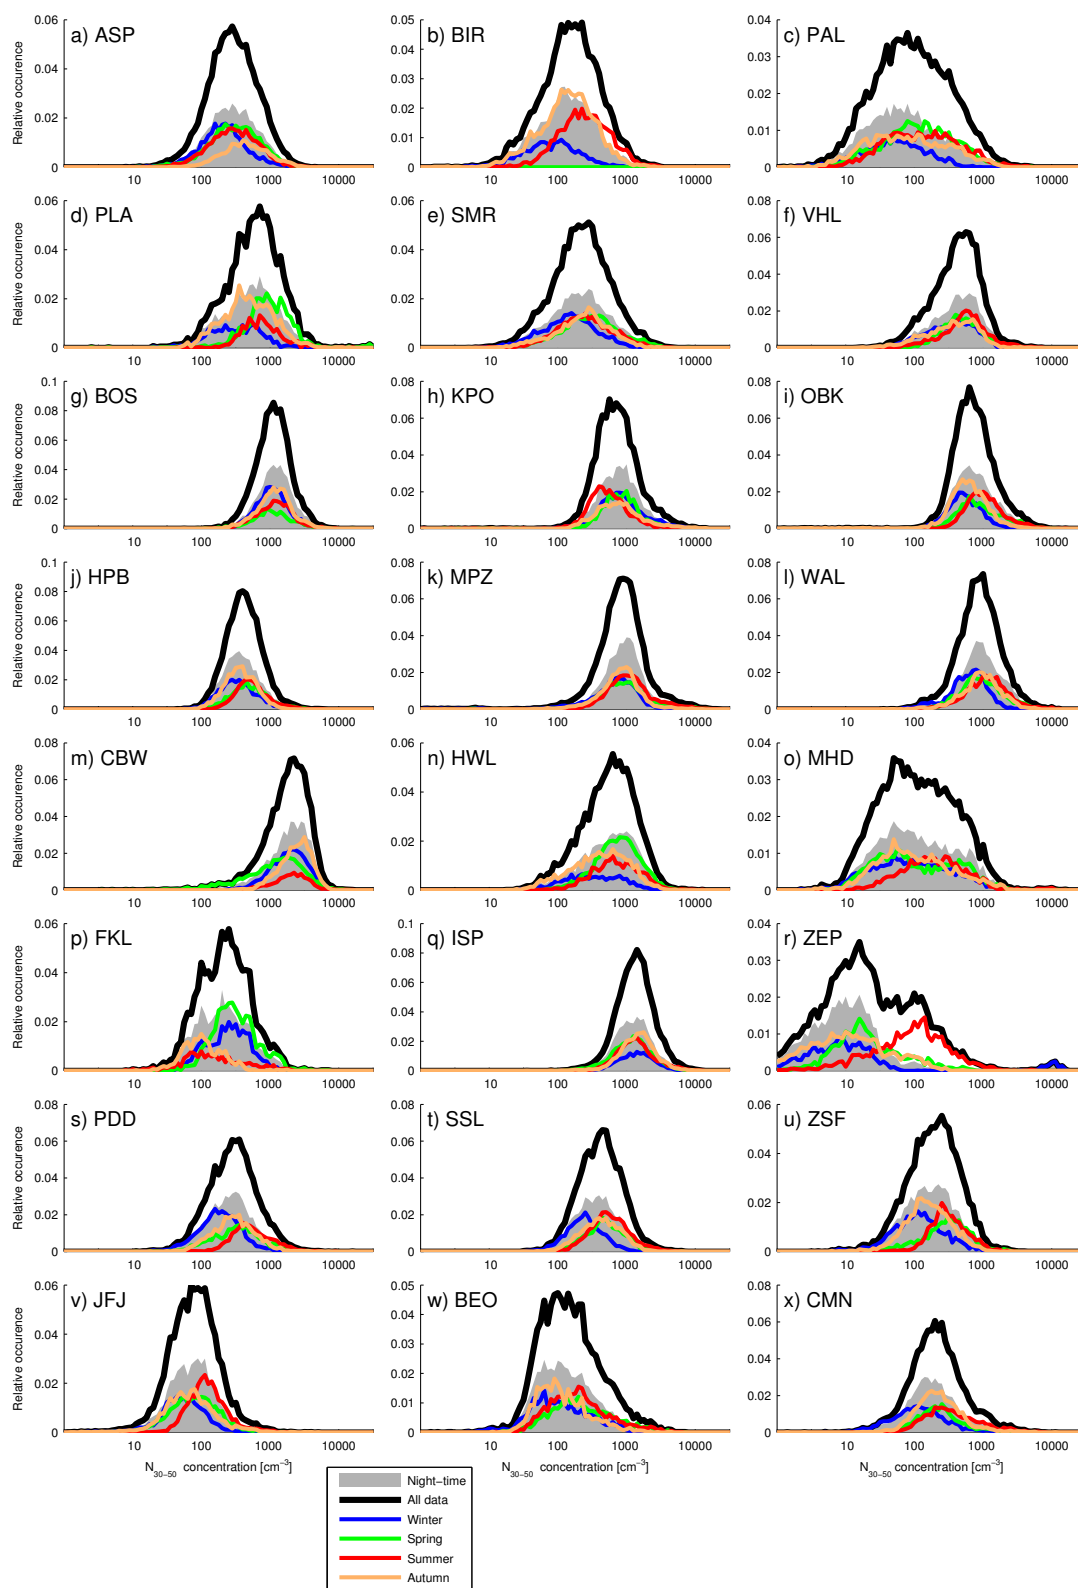 a) ASP
b) BIR
c) PAL
Relative occurence
0.06
0.04
0.02
0
10 100 1000 10000
0.05
0.04
0.03
0.02
0.01
0
10 100 1000 10000
0.04
0.03
0.02
0.01
0
10 100 1000 10000
d) PLA
e) SMR
f) VHL
Relative occurence
0.06
0.04
0.02
0
10 100 1000 10000
0.06
0.04
0.02
0
10 100 1000 10000
0.08
0.06
0.04
0.02
0
10 100 1000 10000
g) BOS
h) KPO
i) OBK
Relative occurence
0.1
0.08
0.06
0.04
0.02
0
10 100 1000 10000
0.08
0.06
0.04
0.02
0
10 100 1000 10000
0.08
0.06
0.04
0.02
0
10 100 1000 10000
j) HPB
k) MPZ
l) WAL
Relative occurence
0.1
0.08
0.06
0.04
0.02
0
10 100 1000 10000
0.08
0.06
0.04
0.02
0
10 100 1000 10000
0.08
0.06
0.04
0.02
0
10 100 1000 10000
m) CBW
n) HWL
o) MHD
Relative occurence
0.08
0.06
0.04
0.02
0
10 100 1000 10000
0.06
0.04
0.02
0
10 100 1000 10000
0.04
0.03
0.02
0.01
0
10 100 1000 10000
p) FKL
q) ISP
r) ZEP
Relative occurence
0.06
0.04
0.02
0
10 100 1000 10000
0.1
0.08
0.06
0.04
0.02
0
10 100 1000 10000
0.04
0.03
0.02
0.01
0
10 100 1000 10000
s) PDD
t) SSL
u) ZSF
Relative occurence
0.08
0.06
0.04
0.02
0
10 100 1000 10000
0.08
0.06
0.04
0.02
0
10 100 1000 10000
0.06
0.04
0.02
0
10 100 1000 10000
v) JFJ
w) BEO
x) CMN
Relative occurence
0.06
0.04
0.02
0
10 100 1000 10000
0.05
0.04
0.03
0.02
0.01
0
10 100 1000 10000
0.08
0.06
0.04
0.02
0
10 100 1000 10000
N30−50 concentration [cm−3]
N30−50 concentration [cm−3]
N30−50 concentration [cm−3]
Night−time
All data
Winter
Spring
Summer
Autumn